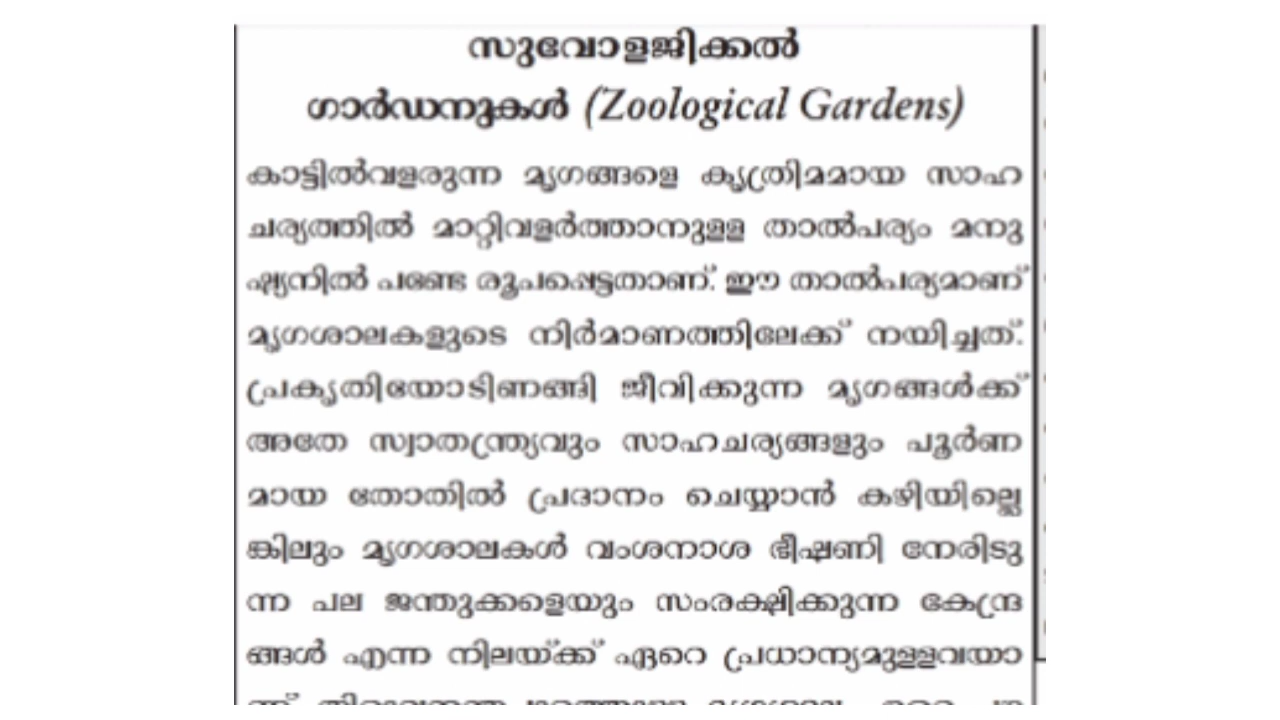 സുവോളജിക്കൽ
ഗാർഡനുകൾ (Zoological Gardens)
കാട്ടിൽവളരുന്ന മൃഗങ്ങളെ കൃത്രിമമായ സാഹ
ചര്യത്തിൽ മാറ്റിവളർത്താനുള്ള താൽപര്യം മനു
ഷ്യനിൽ പണ്ടേ രൂപപ്പെട്ടതാണ്. ഈ താൽപര്യമാണ്
മൃഗശാലകളുടെ നിർമാണത്തിലേക്ക് നയിച്ചത്.
പ്രകൃതിയോടിണങ്ങി ജീവിക്കുന്ന മൃഗങ്ങൾക്ക്
അതേ സ്വാതന്ത്ര്യവും സാഹചര്യങ്ങളും പൂർണ
മായ തോതിൽ പ്രദാനം ചെയ്യാൻ കഴിയില്ലെ
ങ്കിലും മൃഗശാലകൾ വംശനാശ ഭീഷണി നേരിടു
ന്ന പല ജന്തുക്കളെയും സംരക്ഷിക്കുന്ന കേന്ദ്ര
ങ്ങൾ എന്ന നിലയ്ക്ക് ഏറെ പ്രധാന്യമുള്ളവയാ